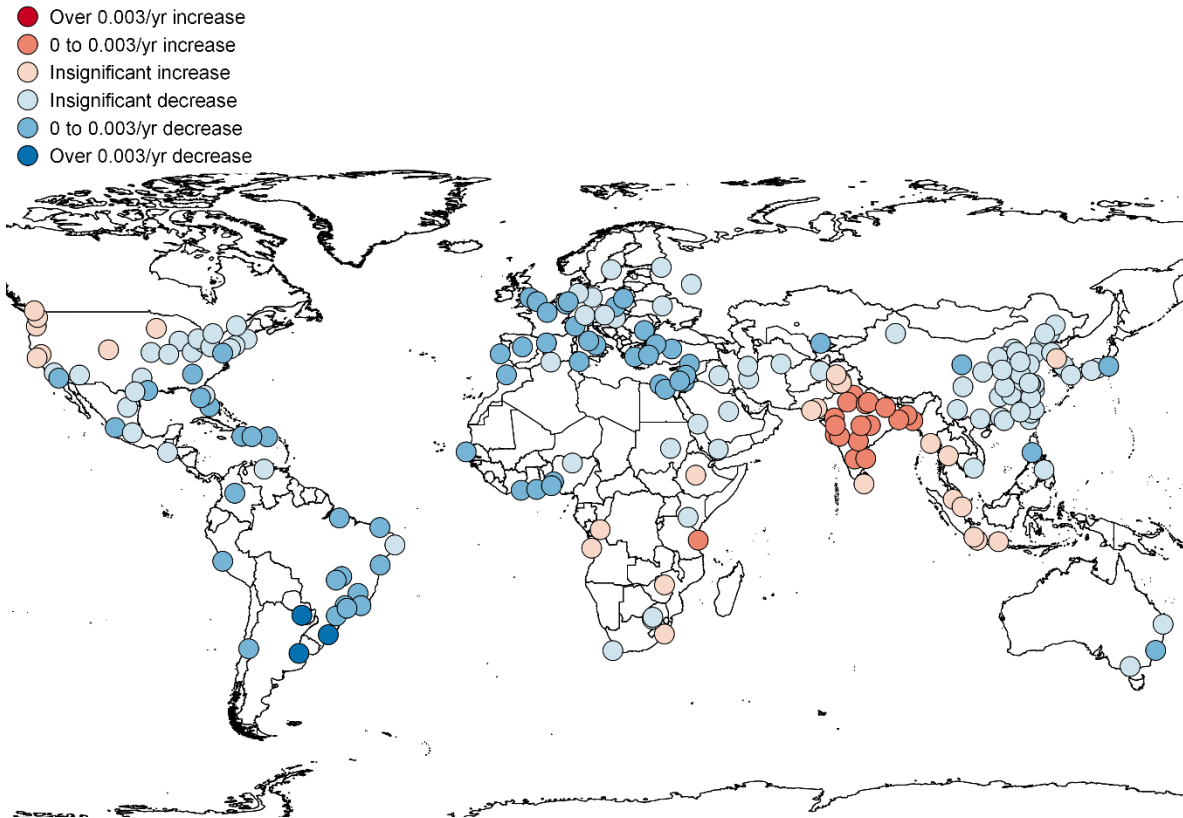 Over 0.003/yr increase
0 to 0.003/yr increase
Insignificant increase
Insignificant decrease
0 to 0.003/yr decrease
Over 0.003/yr decrease